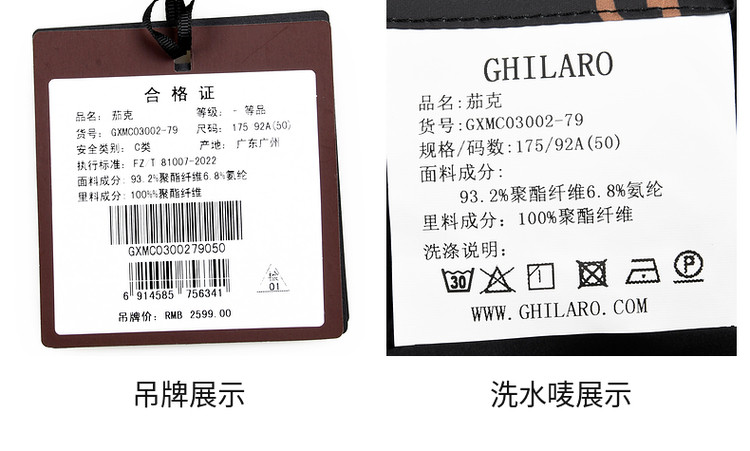 合格证
品名: 茄克
等级: - 等品
货号: GXMC03002-79
尺码: 175 92A(50)
安全类别: C类
产地: 广东广州
执行标准: FZ T 81007-2022
面料成分: 93.2%聚酯纤维6.8%氨纶
里料成分: 100%%聚酯纤维
GXMC0300279050
6 914585 756341
01
吊牌价: RMB 2599.00
吊牌展示
GHILARO
品名:茄克
货号:GXMC03002-79
规格/码数:175/92A(50)
面料成分:
93.2%聚酯纤维6.8%氨纶
里料成分: 100%聚酯纤维
洗涤说明:
30
P
WWW.GHILARO.COM
洗水唛展示